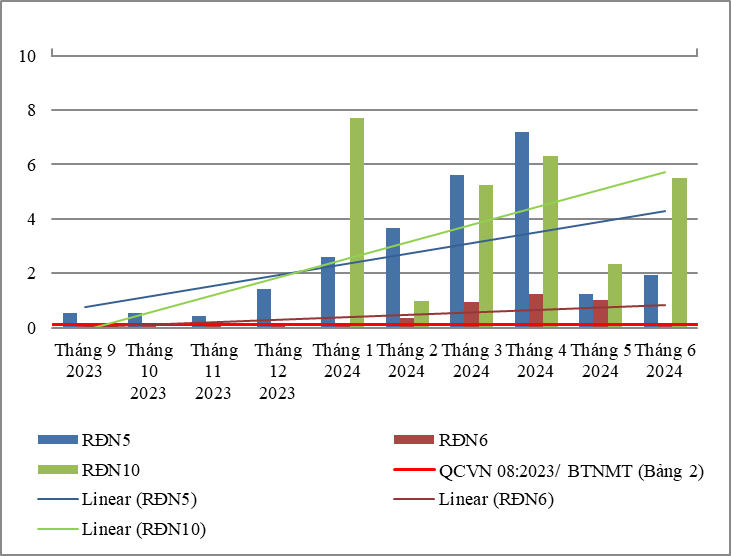 10
8
6
4
2
0
Tháng 9 2023
Tháng 10 2023
Tháng 11 2023
Tháng 12 2023
Tháng 1 2024
Tháng 2 2024
Tháng 3 2024
Tháng 4 2024
Tháng 5 2024
Tháng 6 2024
RĐN5
RĐN6
RĐN10
QCVN 08:2023/ BTNMT (Bảng 2)
Linear (RĐN5)
Linear (RĐN6)
Linear (RĐN10)